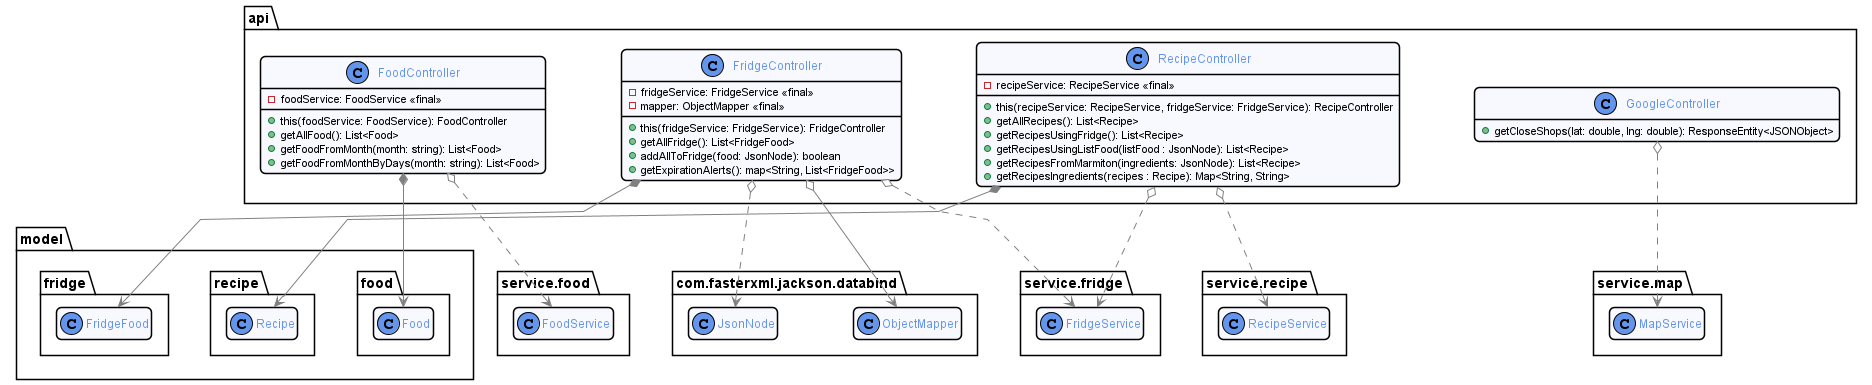 api
C FoodController
foodService: FoodService «final»
this(foodService: FoodService): FoodController
getAllFood(): List<Food>
getFoodFromMonth(month: string): List<Food>
getFoodFromMonthByDays(month: string): List<Food>
C FridgeController
fridgeService: FridgeService «final»
mapper: ObjectMapper «final»
this(fridgeService: FridgeService): FridgeController
getAllFridge(): List<FridgeFood>
addAllToFridge(food: JsonNode): boolean
getExpirationAlerts(): map<String, List<FridgeFood>>
C RecipeController
recipeService: RecipeService «final»
this(recipeService: RecipeService, fridgeService: FridgeService): RecipeController
getAllRecipes(): List<Recipe>
getRecipesUsingFridge(): List<Recipe>
getRecipesUsingListFood(listFood : JsonNode): List<Recipe>
getRecipesFromMarmiton(ingredients: JsonNode): List<Recipe>
getRecipesIngredients(recipes : Recipe): Map<String, String>
C GoogleController
getCloseShops(lat: double, lng: double): ResponseEntity<JSONObject>
model
fridge
C FridgeFood
recipe
C Recipe
food
C Food
service.food
C FoodService
com.fasterxml.jackson.databind
C JsonNode
C ObjectMapper
service.fridge
C FridgeService
service.recipe
C RecipeService
service.map
C MapService